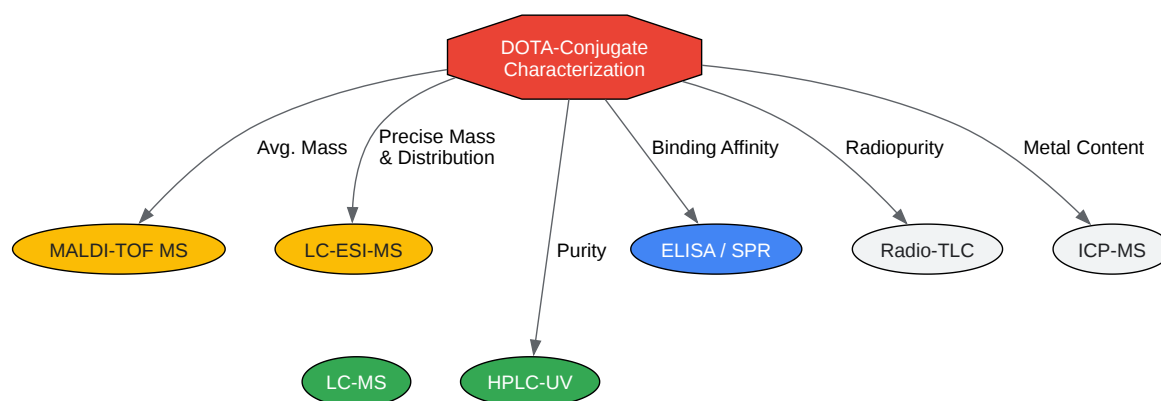 DOTA-Conjugate
Characterization
Avg. Mass
Precise Mass
& Distribution
Binding Affinity
Radiopurity
Metal Content
MALDI-TOF MS
LC-ESI-MS
Purity
ELISA / SPR
Radio-TLC
ICP-MS
LC-MS
HPLC-UV